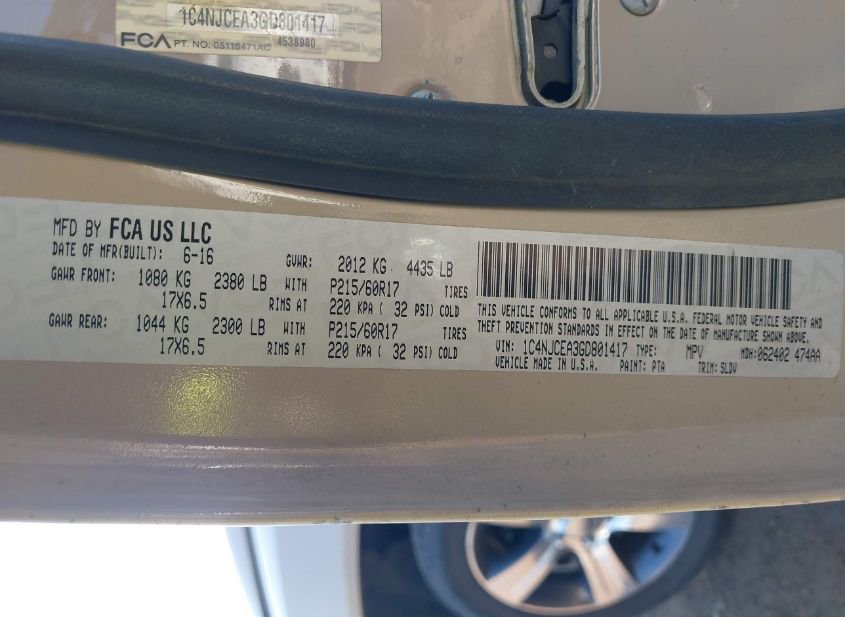 1C4NJCEA3GD801417
FCA PT. NO. 05116471AC 4538980
MFD BY FCA US LLC
DATE OF MFR(BUILT): 6-16 GVWR: 2012 KG 4435 LB
GAWR FRONT: 1080 KG 2380 LB WITH P215/60R17 TIRES
17X6.5 RIMS AT 220 KPA ( 32 PSI) COLD
GAWR REAR: 1044 KG 2300 LB WITH P215/60R17 TIRES
17X6.5 RIMS AT 220 KPA ( 32 PSI) COLD
THIS VEHICLE CONFORMS TO ALL APPLICABLE U.S.A. FEDERAL MOTOR VEHICLE SAFETY AND
THEFT PREVENTION STANDARDS IN EFFECT ON THE DATE OF MANUFACTURE SHOWN ABOVE.
VIN: 1C4NJCEA3GD801417 TYPE: MPV MDH: 062402 474AA
VEHICLE MADE IN U.S.A. PAINT: PTA TRIM: SLDV